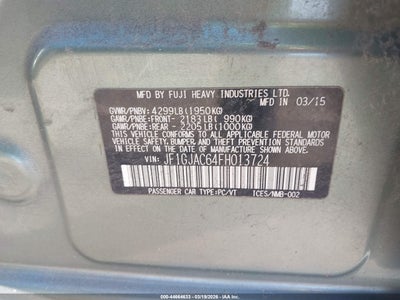 MFD BY FUJI HEAVY INDUSTRIES LTD. IN 03/15
GVWR/PNBV: 4299LB(1950KG)
GAWR/PNBE: FRONT- 2183LB( 990KG)
GAWR/PNBE: REAR - 2205LB(1000KG)
THIS VEHICLE CONFORMS TO ALL APPLICABLE FEDERAL
MOTOR VEHICLE SAFETY, BUMPER, AND THEFT
PREVENTION STANDARDS IN EFFECT ON THE
DATE OF MANUFACTURE SHOWN ABOVE.
VIN: JF1GJAC64FH013724
PASSENGER CAR TYPE:PC/VT ICES/NMB-002
000-44664633 — 03/19/2026 — IAA Auctions